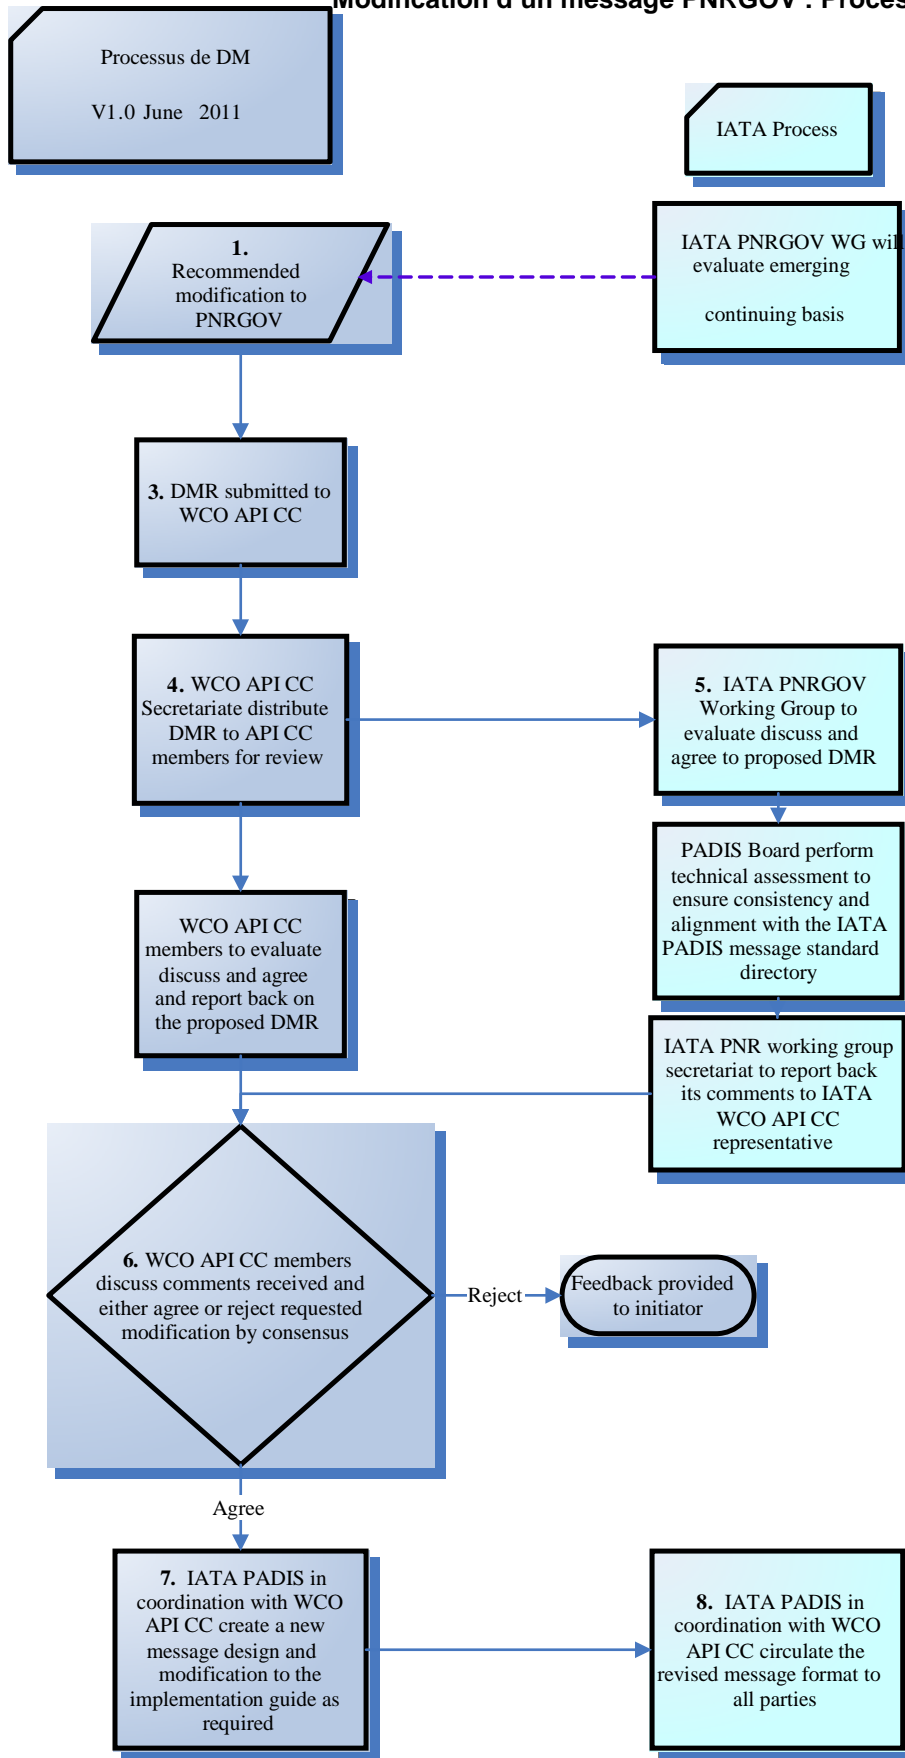 Modification d'un message PNRGOV : Proces
Processus de DM
V1.0 June 2011
IATA Process
1.
Recommended
modification to
PNRGOV
IATA PNRGOV WG will
evaluate emerging
continuing basis
3. DMR submitted to
WCO API CC
4. WCO API CC
Secretariate distribute
DMR to API CC
members for review
5. IATA PNRGOV
Working Group to
evaluate discuss and
agree to proposed DMR
PADIS Board perform
technical assessment to
ensure consistency and
alignment with the IATA
PADIS message standard
directory
WCO API CC
members to evaluate
discuss and agree
and report back on
the proposed DMR
IATA PNR working group
secretariat to report back
its comments to IATA
WCO API CC
representative
6. WCO API CC members
discuss comments received and
either agree or reject requested
modification by consensus
Reject
Feedback provided
to initiator
Agree
7. IATA PADIS in
coordination with WCO
API CC create a new
message design and
modification to the
implementation guide as
required
8. IATA PADIS in
coordination with WCO
API CC circulate the
revised message format to
all parties